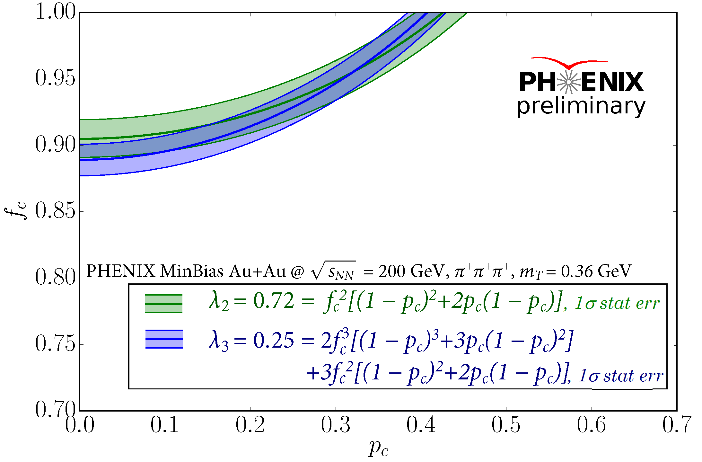 1.00
0.95
0.90
0.85
0.80
0.75
0.70
f_c
PHENIX
preliminary
PHENIX MinBias Au+Au @ √s_NN = 200 GeV, π⁺π⁺π⁺, m_T = 0.36 GeV
λ₂ = 0.72 = f_c²[(1 − p_c)²+2p_c(1 − p_c)], 1σ stat err
λ₃ = 0.25 = 2f_c³[(1 − p_c)³+3p_c(1 − p_c)²]
+3f_c²[(1 − p_c)²+2p_c(1 − p_c)], 1σ stat err
0.0 0.1 0.2 0.3 0.4 0.5 0.6 0.7
p_c